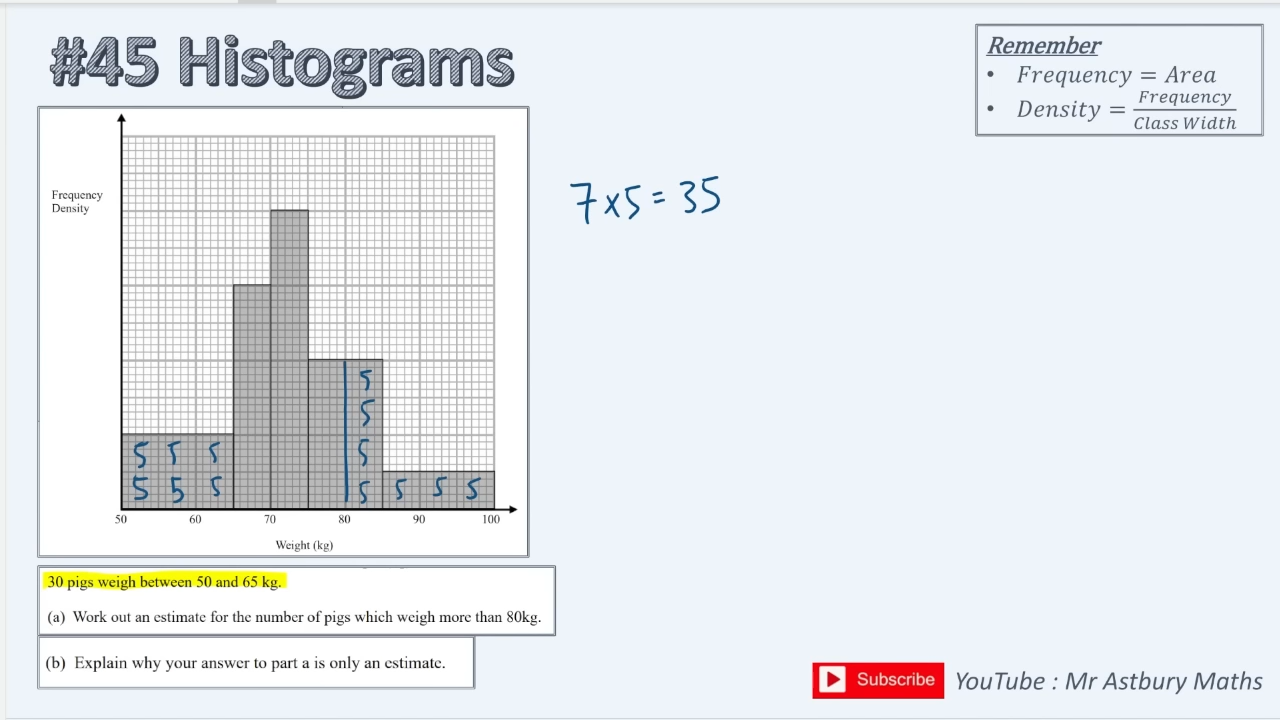 #45 Histograms
Remember
• Frequency = Area
• Density = Frequency / Class Width
Frequency
Density
7×5=35
5
5
5
5 5 5
5 5 5 5 5 5 5
50 60 70 80 90 100
Weight (kg)
30 pigs weigh between 50 and 65 kg.
(a) Work out an estimate for the number of pigs which weigh more than 80kg.
(b) Explain why your answer to part a is only an estimate.
Subscribe
YouTube : Mr Astbury Maths